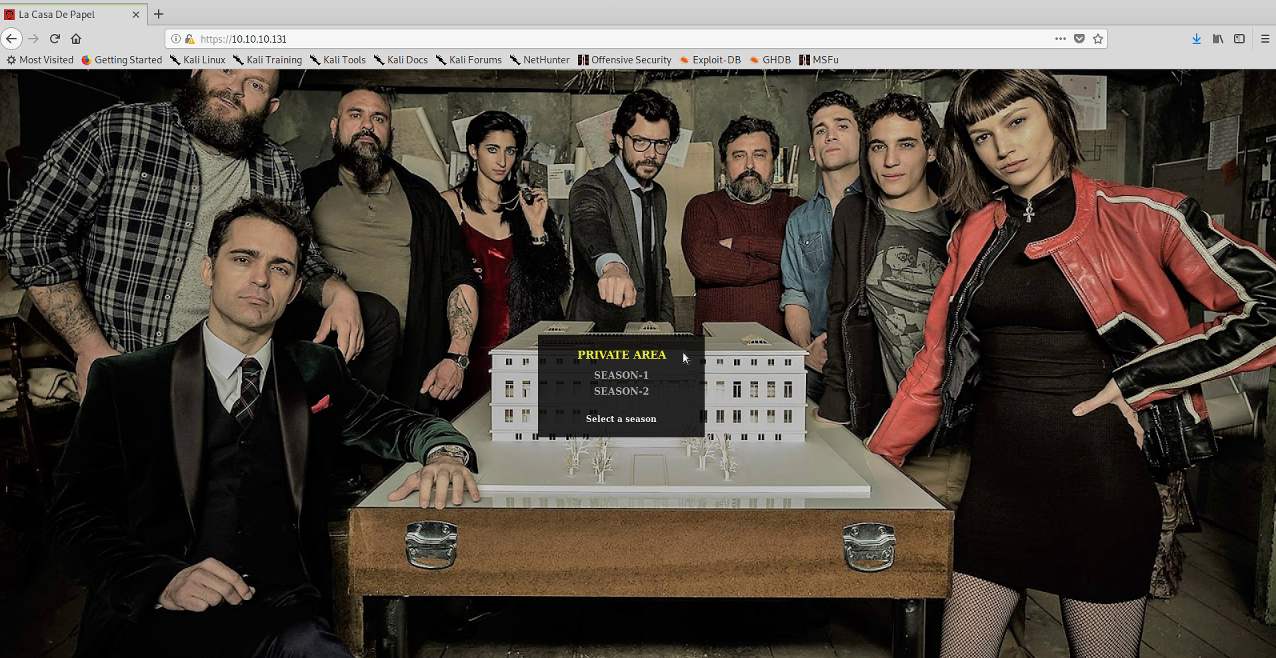 La Casa De Papel
https://10.10.10.131
Most Visited Getting Started Kali Linux Kali Training Kali Tools Kali Docs Kali Forums NetHunter Offensive Security Exploit-DB GHDB MSFu
PRIVATE AREA
SEASON-1
SEASON-2
Select a season